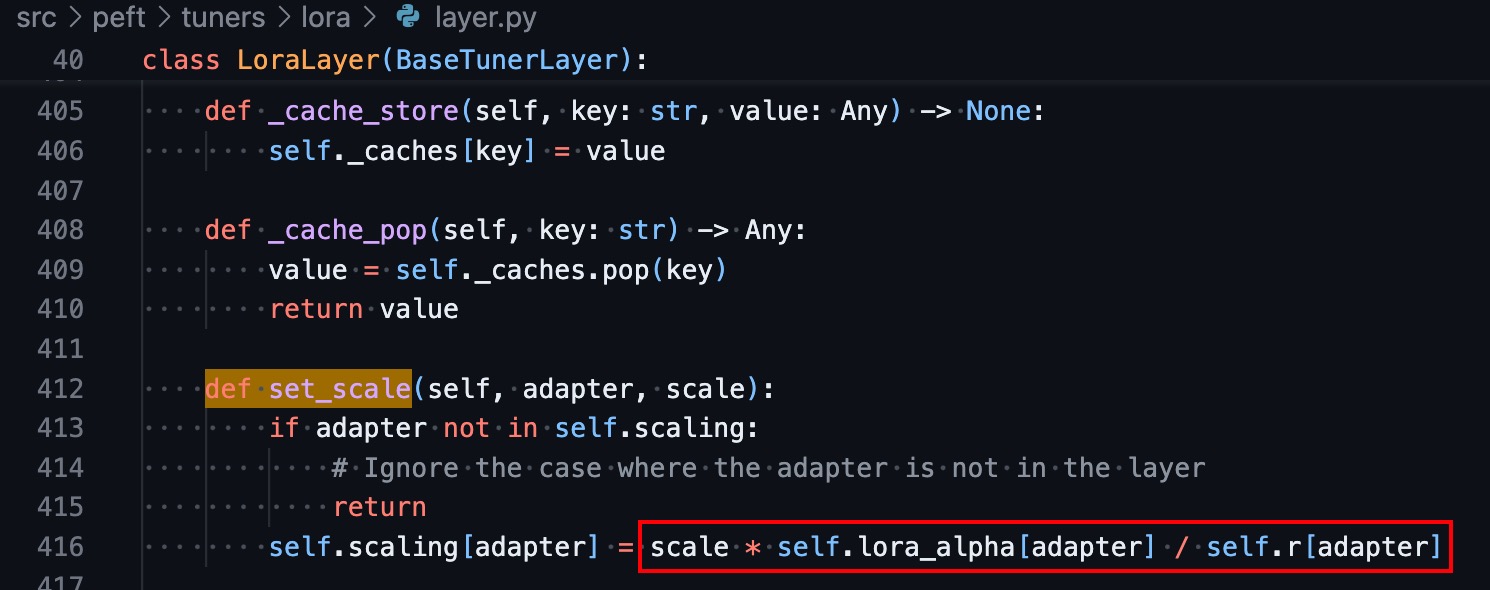 src > peft > tuners > lora > layer.py
40 class LoraLayer(BaseTunerLayer):
405 def _cache_store(self, key: str, value: Any) -> None:
406 self._caches[key] = value
407
408 def _cache_pop(self, key: str) -> Any:
409 value = self._caches.pop(key)
410 return value
411
412 def set_scale(self, adapter, scale):
413 if adapter not in self.scaling:
414 # Ignore the case where the adapter is not in the layer
415 return
416 self.scaling[adapter] = scale * self.lora_alpha[adapter] / self.r[adapter]
417